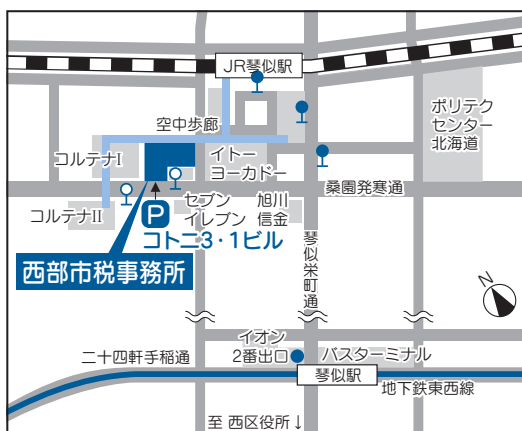 JR琴似駅
空中歩廊
ポリテク
センター
北海道
コルテナI
イトー
ヨーカドー
桑園発寒通
コルテナII
P
セブン
イレブン
旭川
信金
コトニ3・1ビル
西部市税事務所
琴似栄町通
N
イオン
2番出口
バスターミナル
二十四軒手稲通
琴似駅
地下鉄東西線
至 西区役所↓